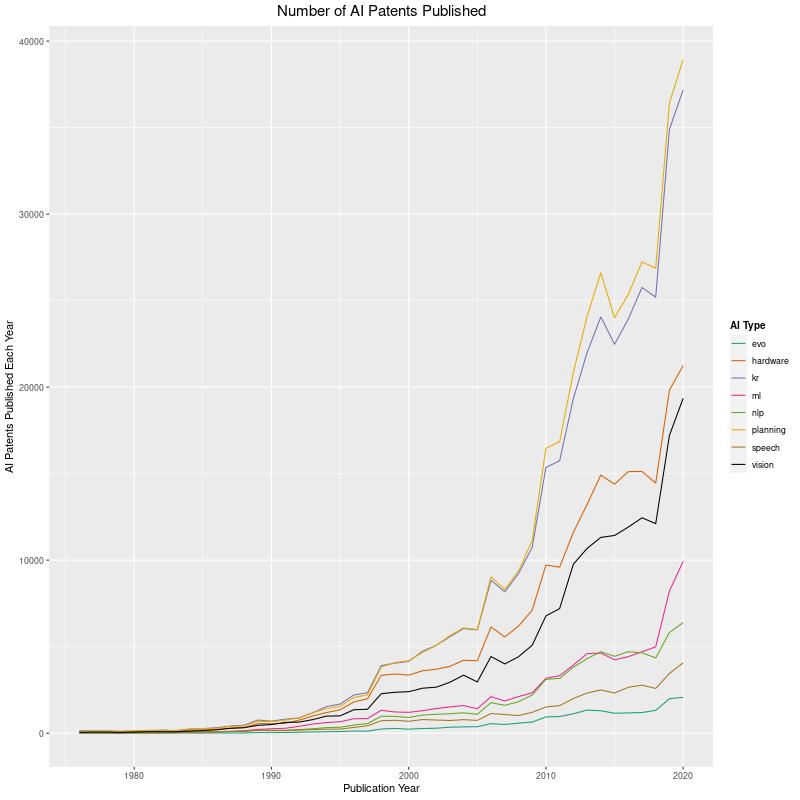 Number of AI Patents Published
AI Patents Published Each Year
40000
30000
20000
10000
0
1980
1990
2000
2010
2020
Publication Year
AI Type
evo
hardware
kr
ml
nlp
planning
speech
vision